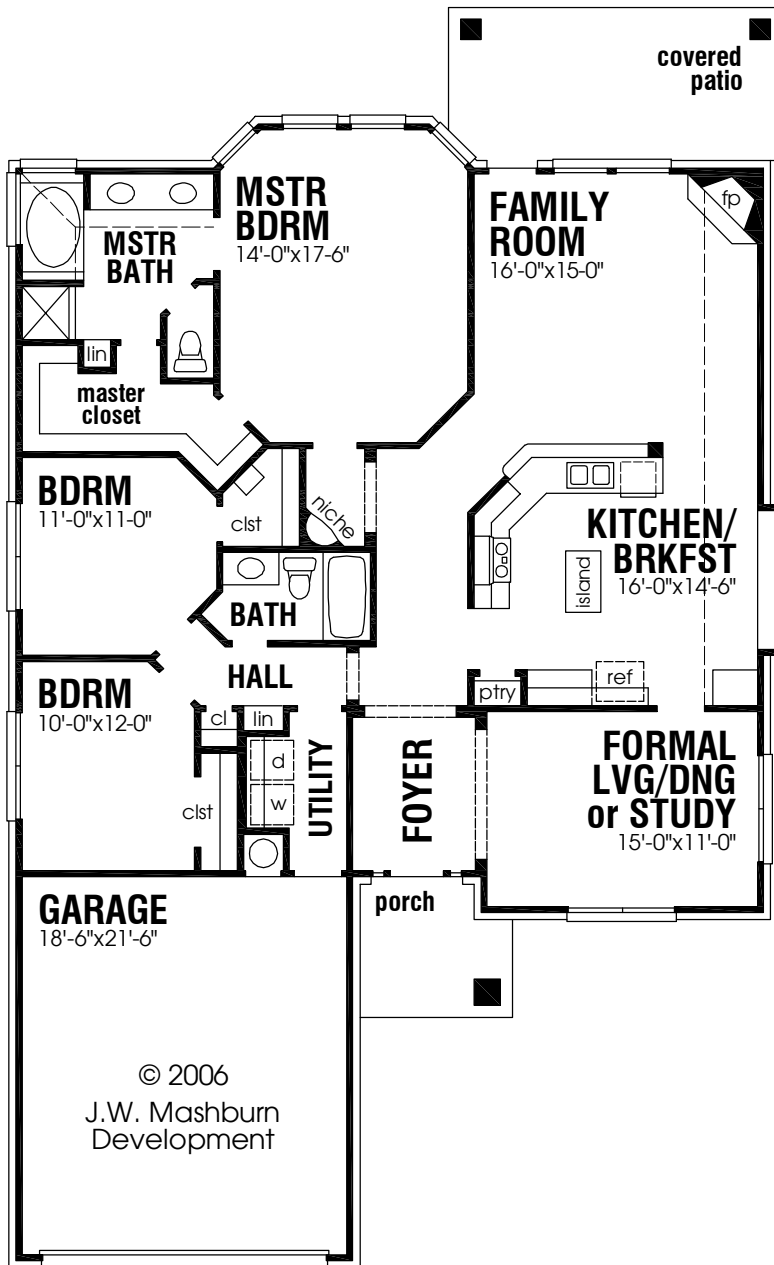 covered
patio
MSTR
BDRM
14'-0"x17-6"
FAMILY
ROOM
16'-0"x15-0"
fp
MSTR
BATH
lin
master
closet
BDRM
11'-0"x11-0"
clst
niche
KITCHEN/
BRKFST
16'-0"x14'-6"
island
BATH
HALL
ptry
ref
BDRM
10'-0"x12-0"
cl
lin
d
w
UTILITY
clst
FOYER
FORMAL
LVG/DNG
or STUDY
15'-0"x11'-0"
porch
GARAGE
18'-6"x21'-6"
© 2006
J.W. Mashburn
Development